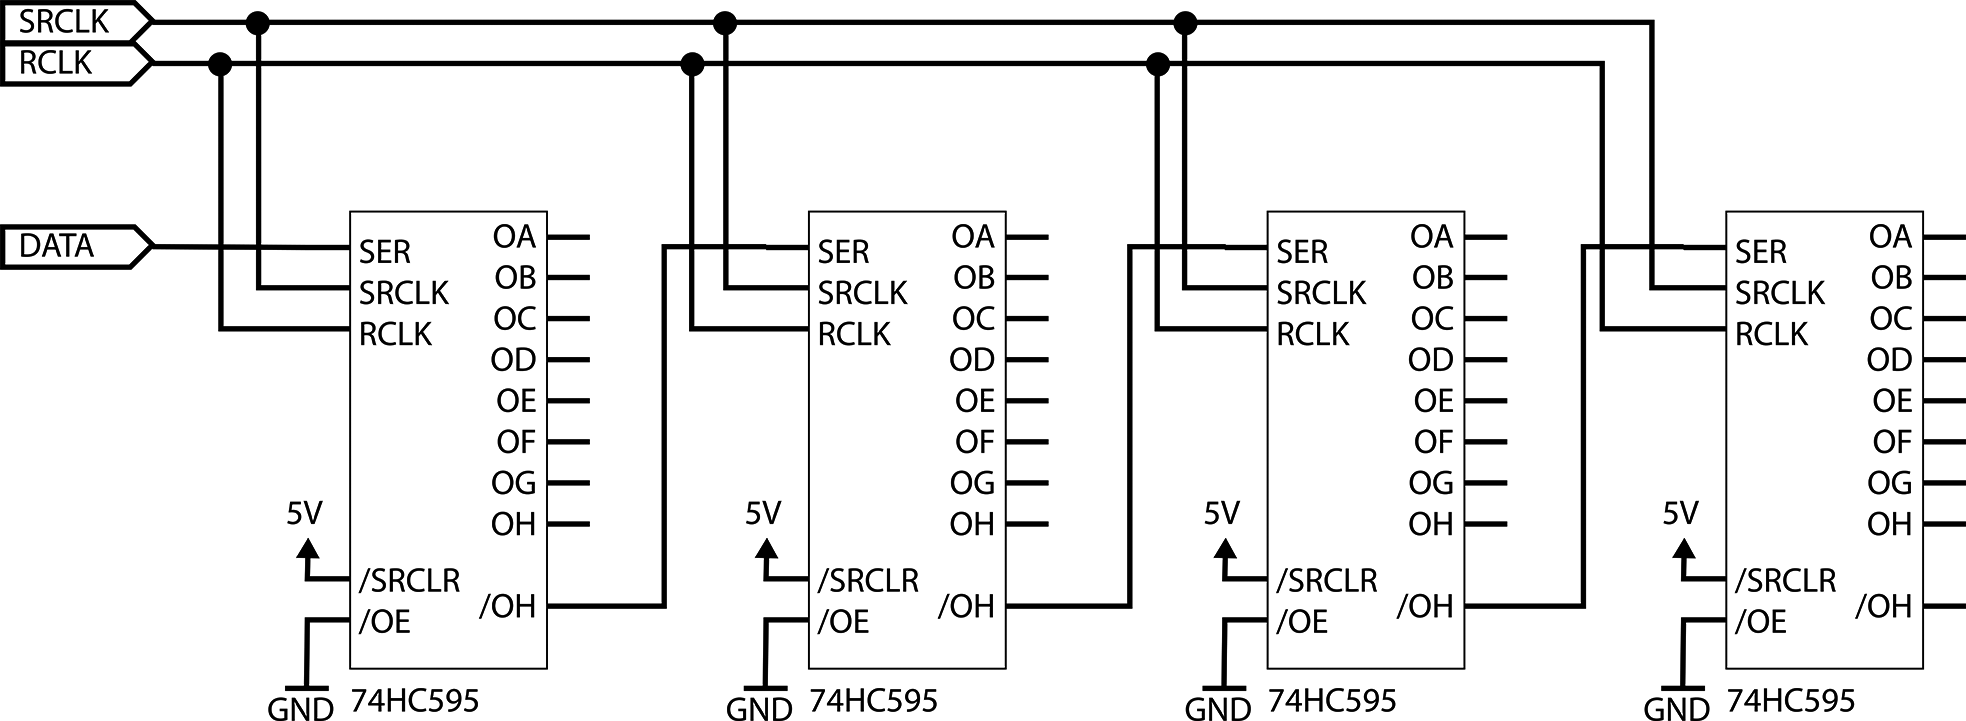 SRCLK
RCLK
DATA
SER
SRCLK
RCLK
/SRCLR
/OE
OA
OB
OC
OD
OE
OF
OG
OH
/OH
5V
GND
74HC595
SER
SRCLK
RCLK
/SRCLR
/OE
OA
OB
OC
OD
OE
OF
OG
OH
/OH
5V
GND
74HC595
SER
SRCLK
RCLK
/SRCLR
/OE
OA
OB
OC
OD
OE
OF
OG
OH
/OH
5V
GND
74HC595
SER
SRCLK
RCLK
/SRCLR
/OE
OA
OB
OC
OD
OE
OF
OG
OH
/OH
5V
GND
74HC595